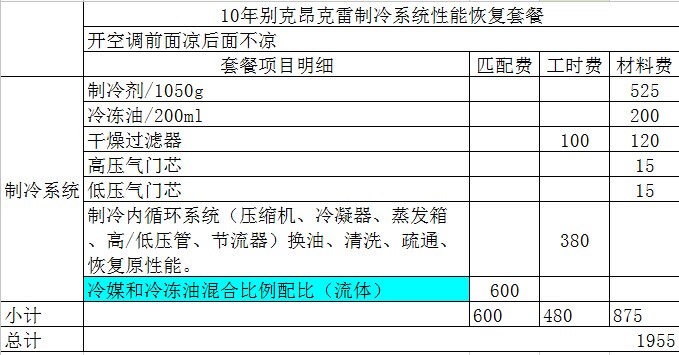 10年别克昂克雷制冷系统性能恢复套餐
开空调前面凉后面不凉
套餐项目明细 匹配费 工时费 材料费
制冷剂/1050g 525
冷冻油/200ml 200
干燥过滤器 100 120
高压气门芯 15
制冷系统 低压气门芯 15
制冷内循环系统（压缩机、冷凝器、蒸发箱
、高/低压管、节流器）换油、清洗、疏通、 380
恢复原性能。
冷媒和冷冻油混合比例配比（流体） 600
小计 600 480 875
总计 1955